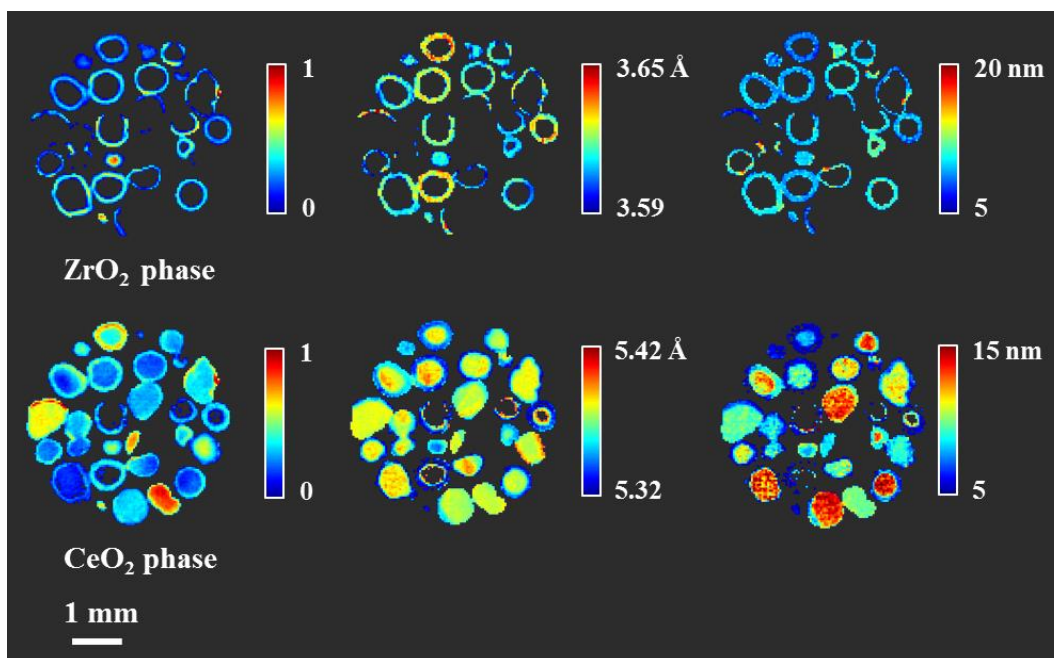 1
0
3.65 Å
3.59
20 nm
5
ZrO₂ phase
1
0
5.42 Å
5.32
15 nm
5
CeO₂ phase
1 mm